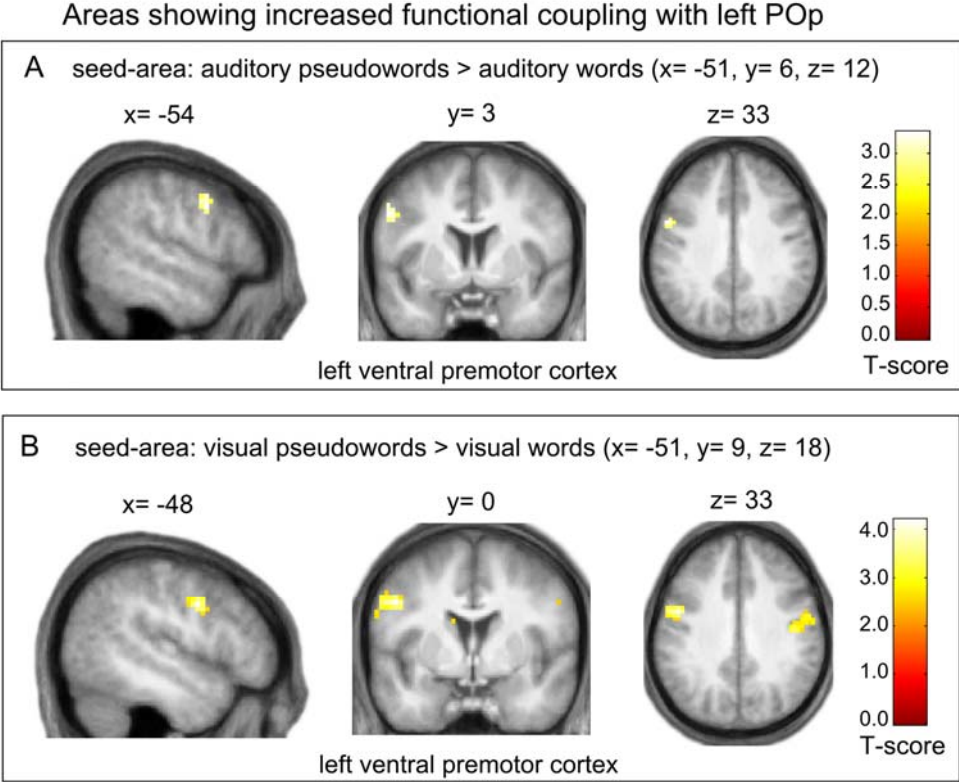 Areas showing increased functional coupling with left POp
A seed-area: auditory pseudowords > auditory words (x= -51, y= 6, z= 12)
x= -54 y= 3 z= 33
3.0
2.5
2.0
1.5
1.0
0.5
0.0
T-score
left ventral premotor cortex
B seed-area: visual pseudowords > visual words (x= -51, y= 9, z= 18)
x= -48 y= 0 z= 33
4.0
3.0
2.0
1.0
0.0
T-score
left ventral premotor cortex